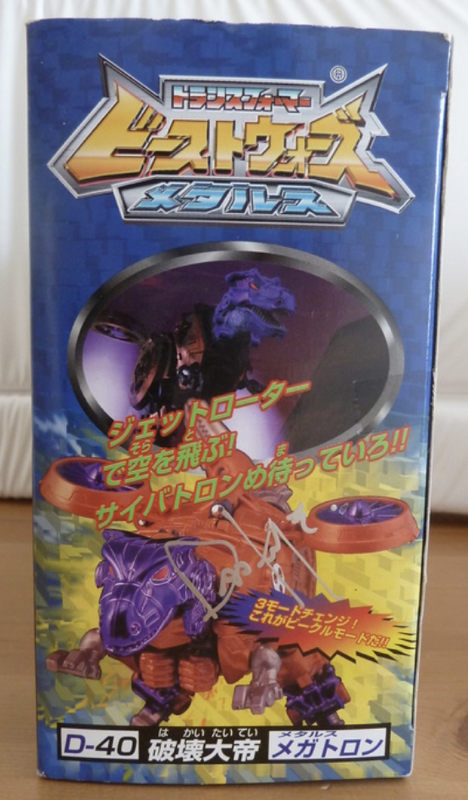 ®
トランスフォーマー
ビーストウォーズ
メタルス
ジェットローター
で空を飛ぶ!
そら と
サイバトロンめ待っていろ!!
ま
3モードチェンジ!
これがビークルモードだ!!
D-40
はかいたいてい
破壊大帝
メタルス
メガトロン